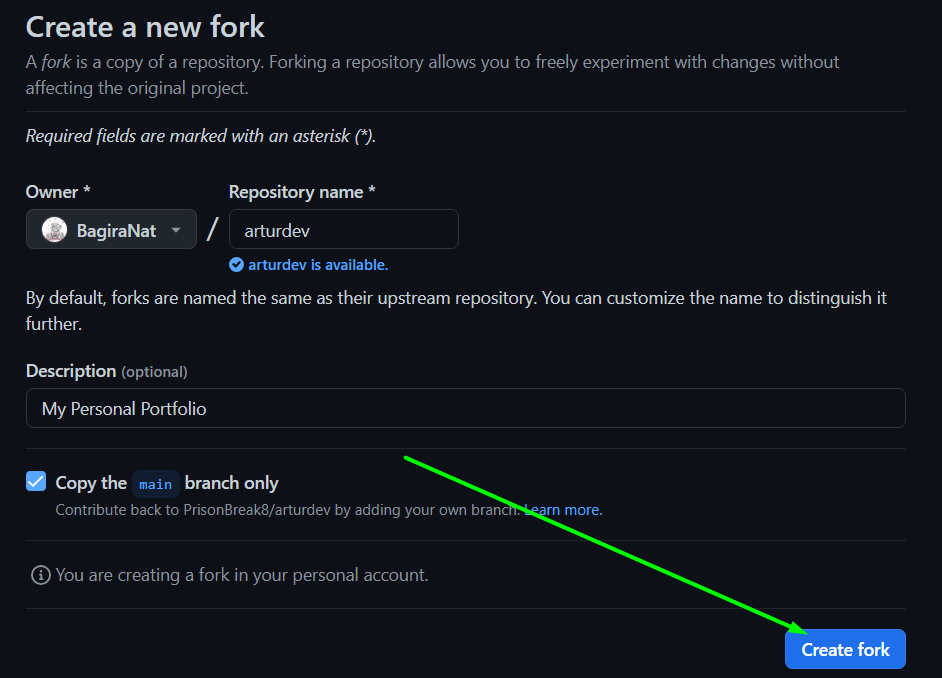 Create a new fork
A fork is a copy of a repository. Forking a repository allows you to freely experiment with changes without
affecting the original project.
Required fields are marked with an asterisk (*).
Owner * Repository name *
BagiraNat / arturdev
arturdev is available.
By default, forks are named the same as their upstream repository. You can customize the name to distinguish it
further.
Description (optional)
My Personal Portfolio
Copy the main branch only
Contribute back to PrisonBreak8/arturdev by adding your own branch. Learn more.
You are creating a fork in your personal account.
Create fork